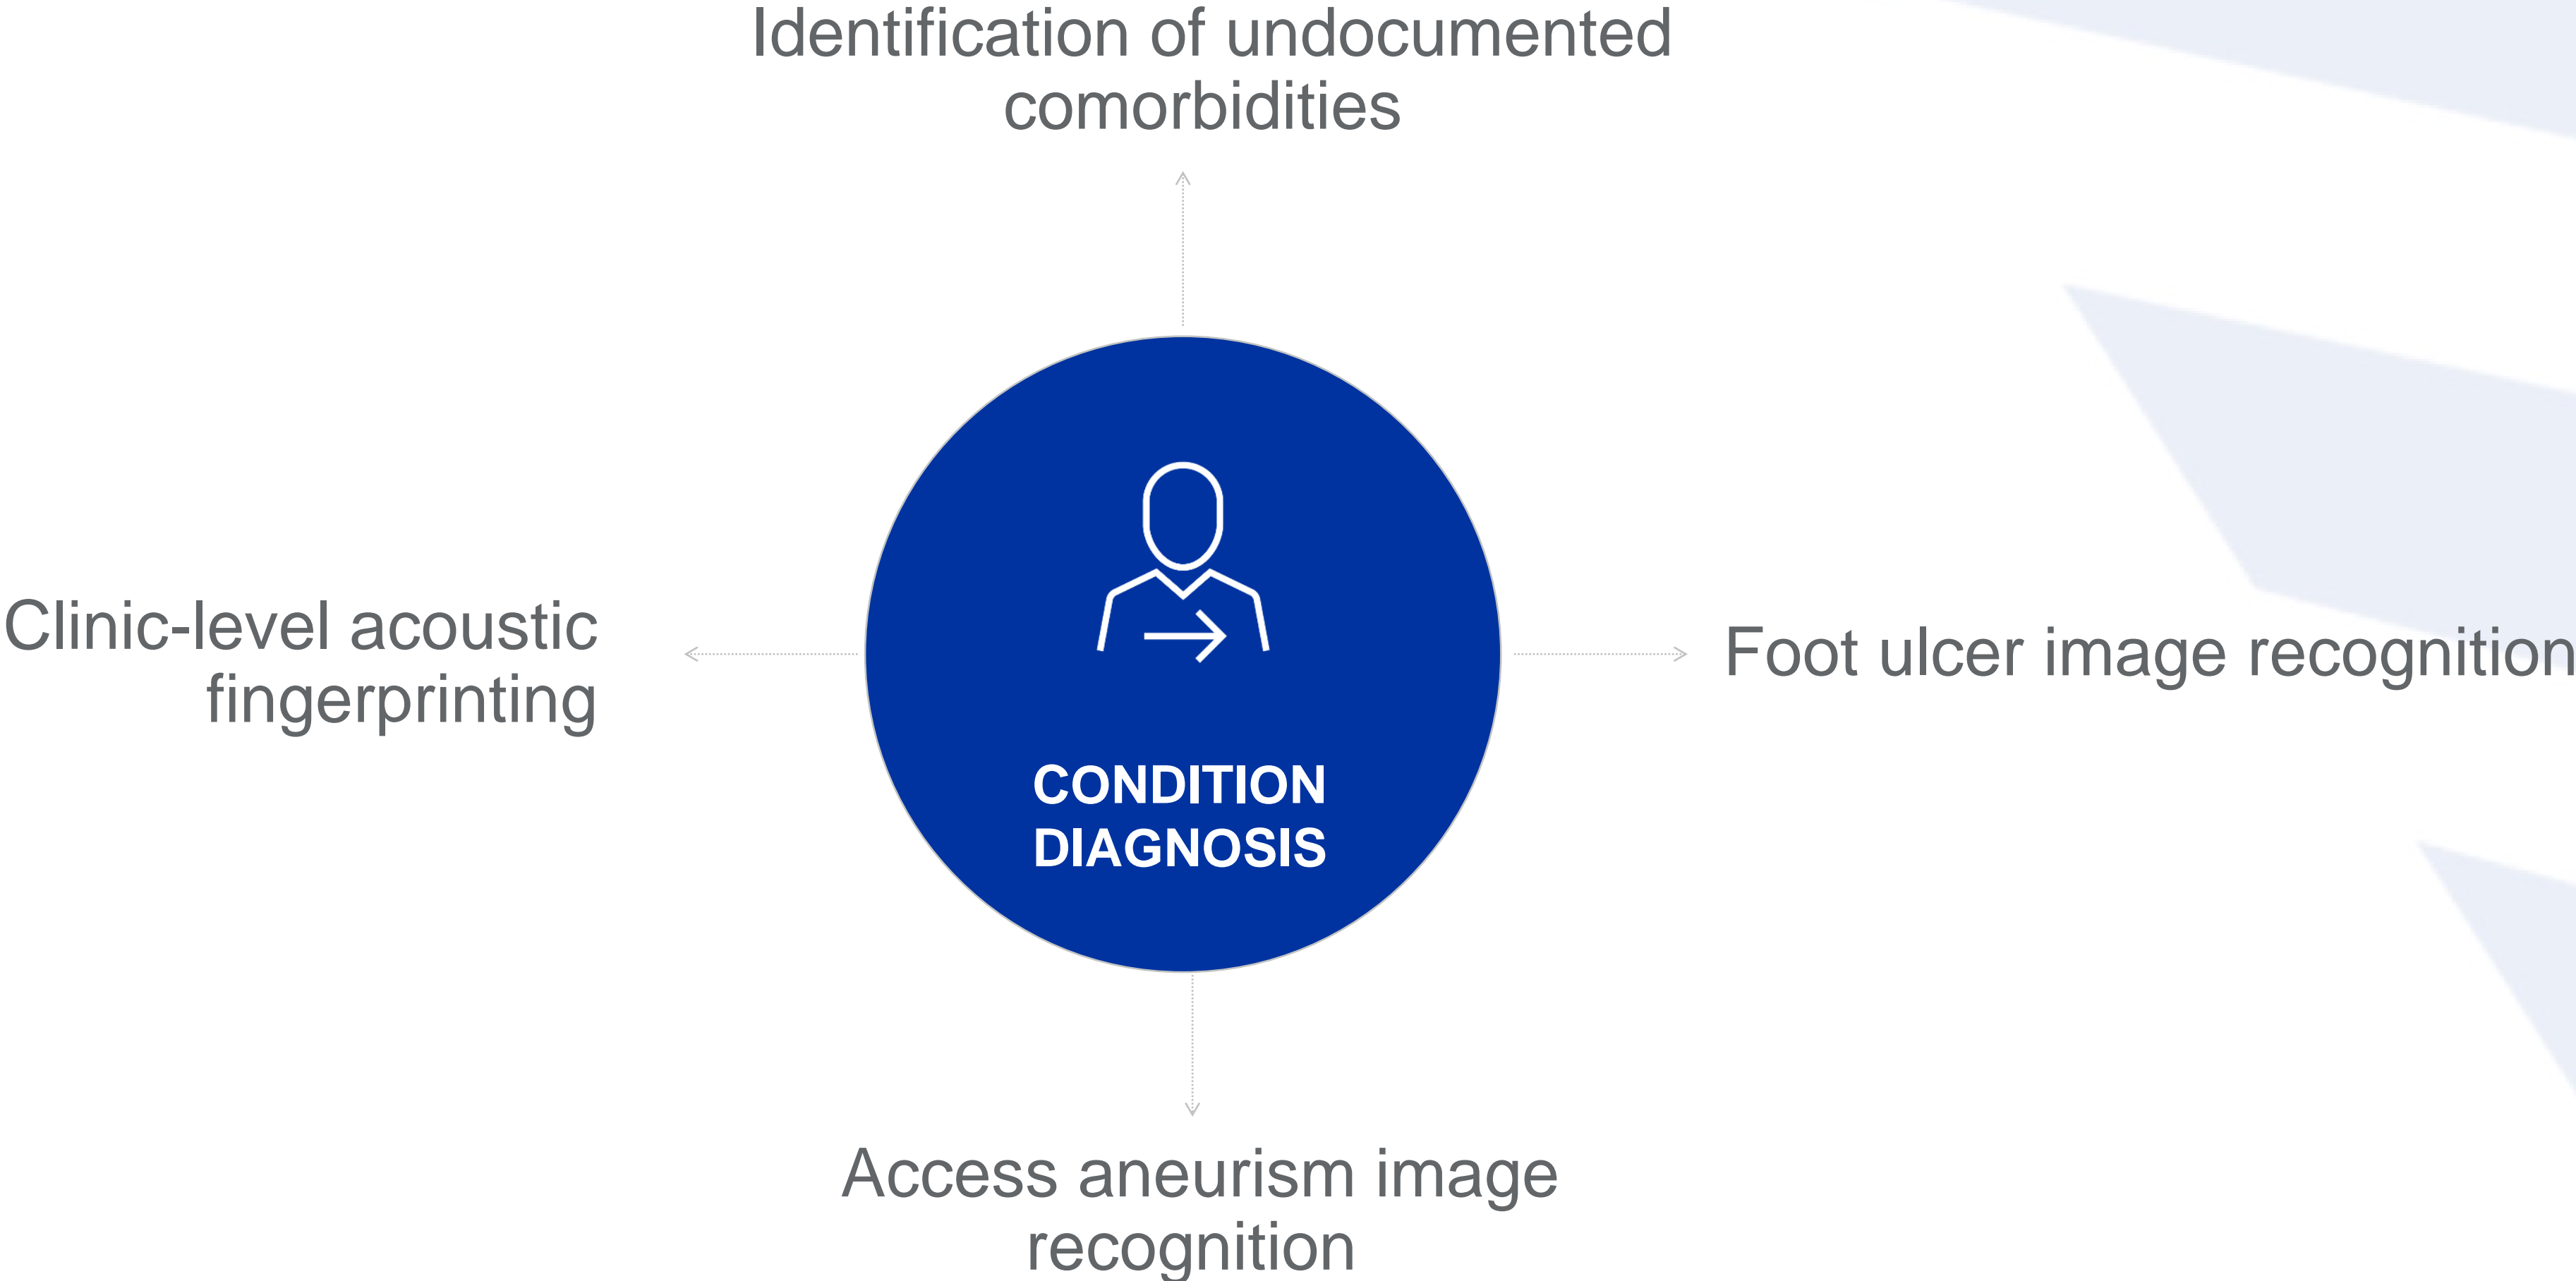 Identification of undocumented
comorbidities
Clinic-level acoustic
fingerprinting
CONDITION
DIAGNOSIS
Foot ulcer image recognition
Access aneurism image
recognition